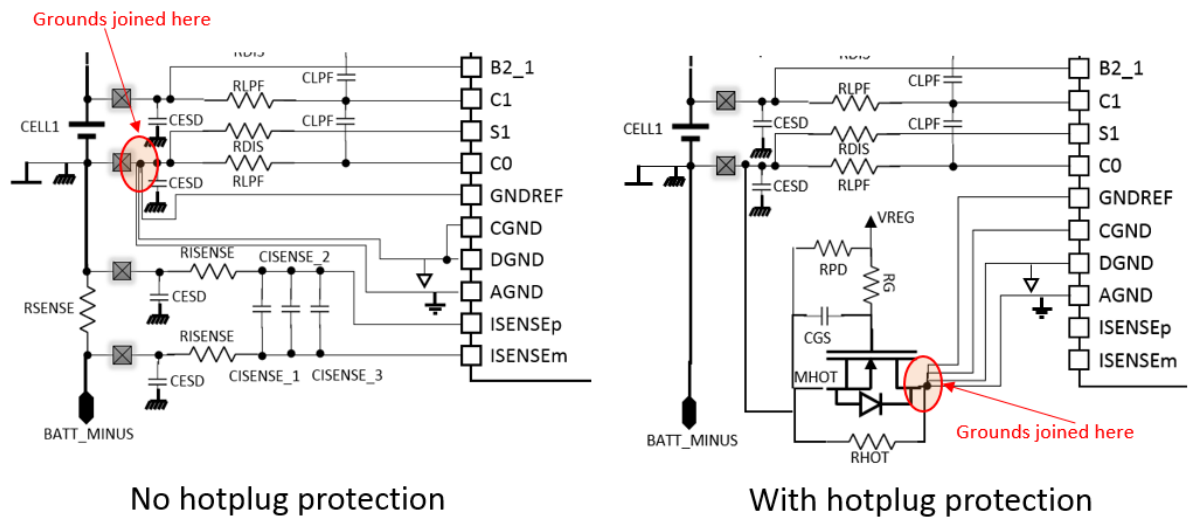 Grounds joined here
RDIS
B2_1
CLPF
RLPF
C1
CELL1
CESD
CLPF
S1
RDIS
C0
CESD
RLPF
GNDREF
CGND
DGND
RISENSE
CISENSE_2
AGND
RSENSE
CESD
ISENSEp
RISENSE
ISENSEm
CESD
CISENSE_1
CISENSE_3
BATT_MINUS
No hotplug protection
RDIS
B2_1
CLPF
RLPF
C1
CELL1
CESD
CLPF
S1
RDIS
C0
CESD
RLPF
GNDREF
VREG
CGND
RPD
RG
DGND
AGND
CGS
ISENSEp
ISENSEm
MHOT
BATT_MINUS
RHOT
Grounds joined here
With hotplug protection